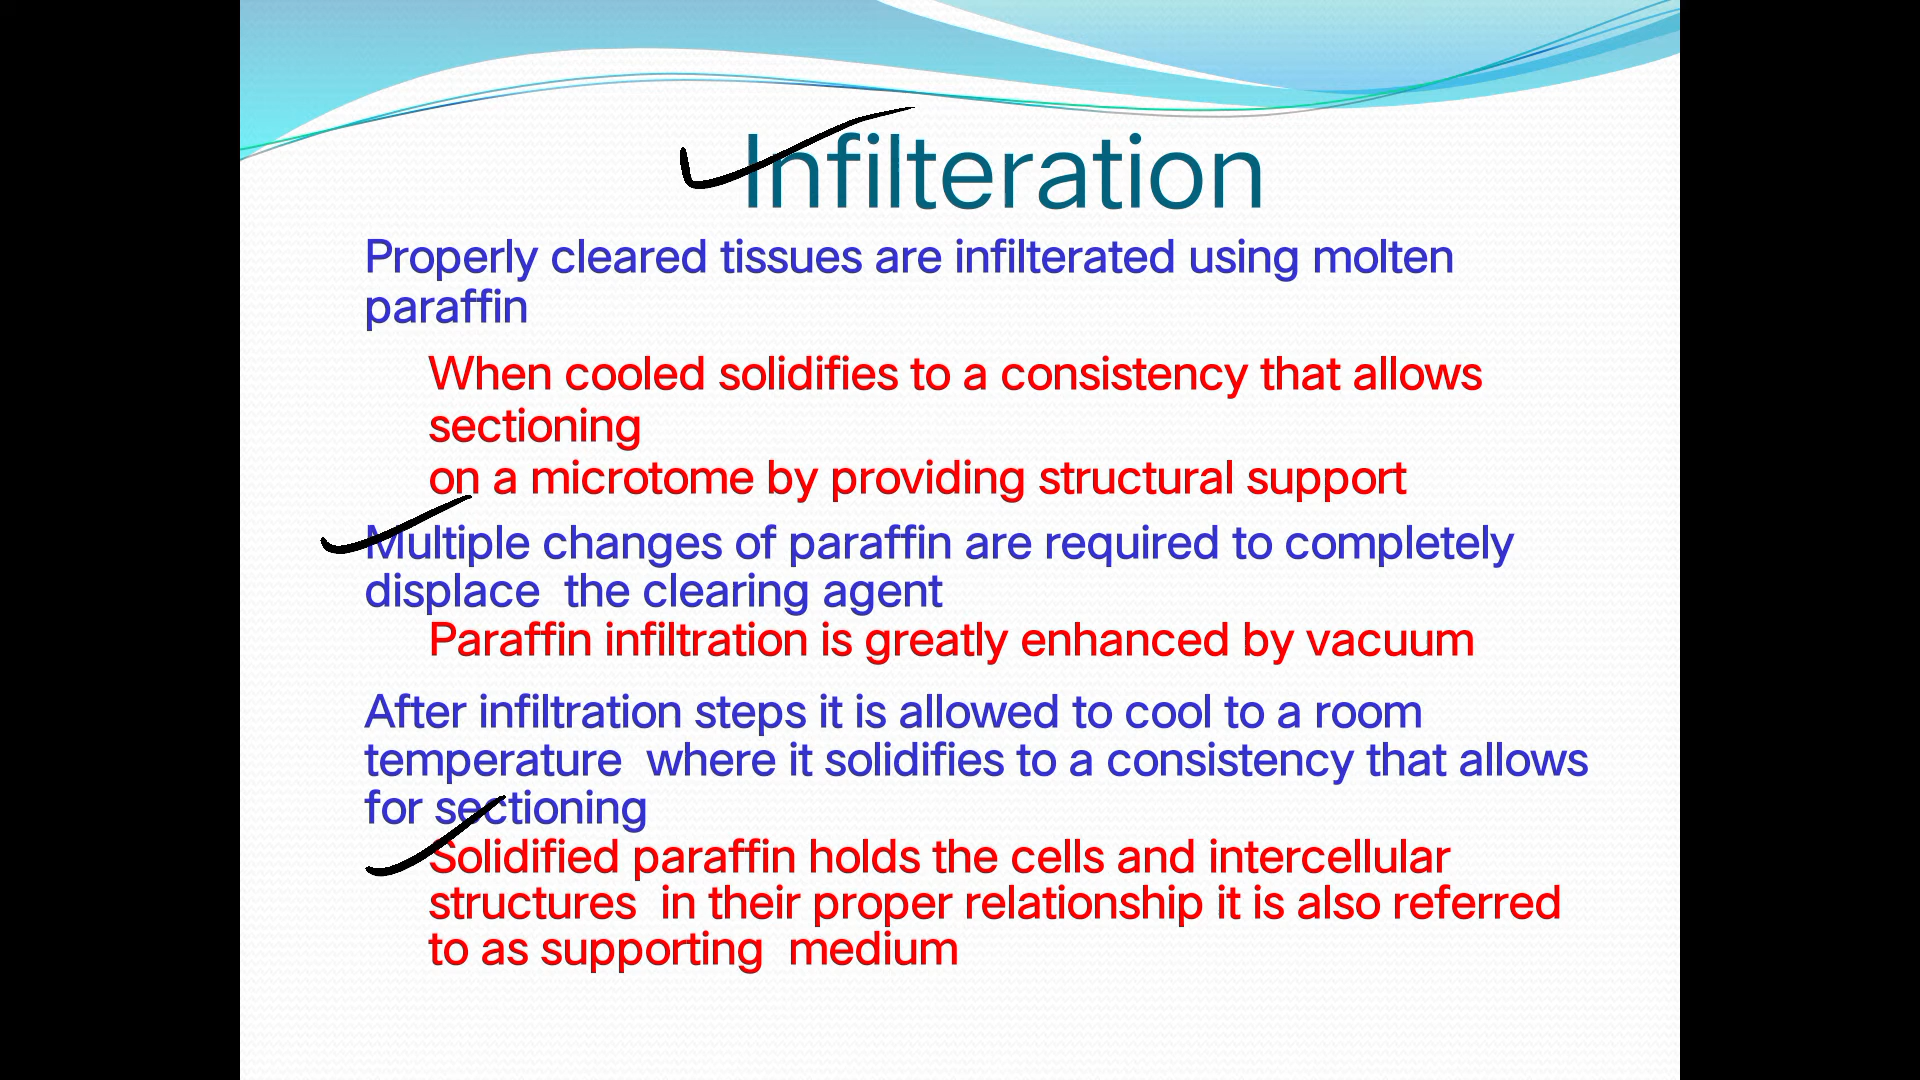 Infilteration
Properly cleared tissues are infilterated using molten
paraffin
When cooled solidifies to a consistency that allows
sectioning
on a microtome by providing structural support
Multiple changes of paraffin are required to completely
displace  the clearing agent
Paraffin infiltration is greatly enhanced by vacuum
After infiltration steps it is allowed to cool to a room
temperature  where it solidifies to a consistency that allows
for sectioning
Solidified paraffin holds the cells and intercellular
structures  in their proper relationship it is also referred
to as supporting  medium